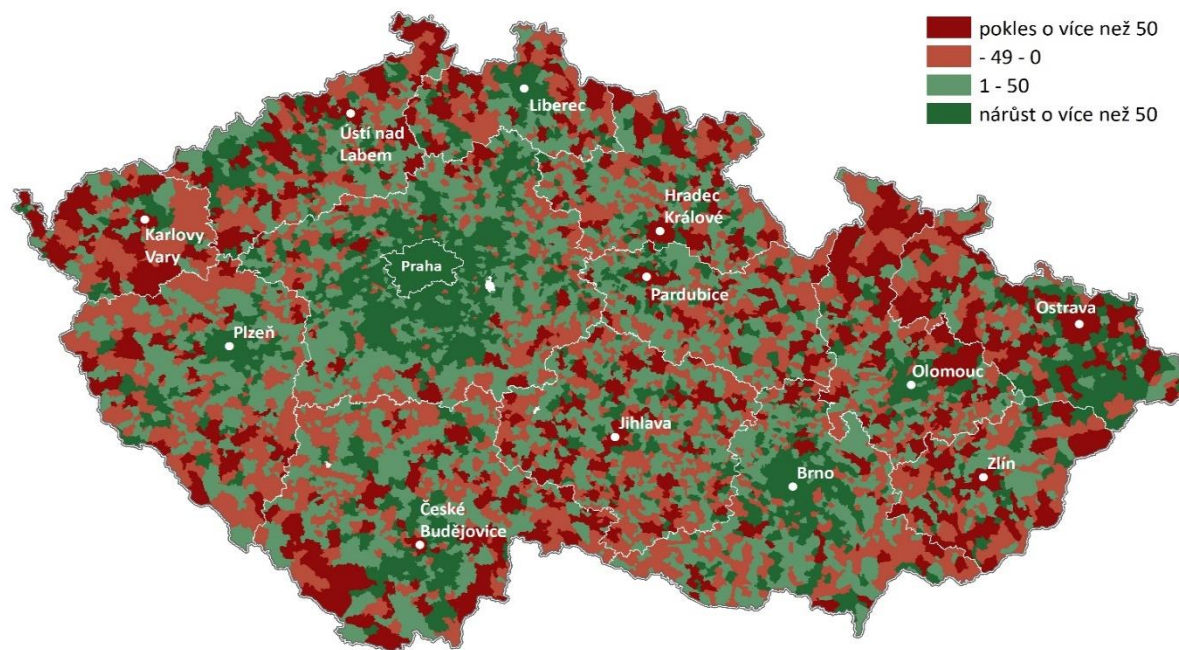 pokles o více než 50
- 49 - 0
1 - 50
nárůst o více než 50
Liberec
Ústí nad
Labem
Hradec
Králové
Karlovy
Vary
Praha
Pardubice
Ostrava
Plzeň
Olomouc
Jihlava
Zlín
Brno
České
Budějovice